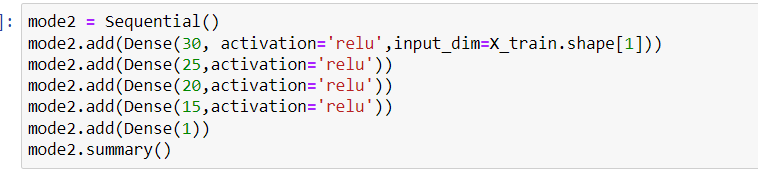 ]: mode2 = Sequential()
mode2.add(Dense(30, activation='relu',input_dim=X_train.shape[1]))
mode2.add(Dense(25,activation='relu'))
mode2.add(Dense(20,activation='relu'))
mode2.add(Dense(15,activation='relu'))
mode2.add(Dense(1))
mode2.summary()